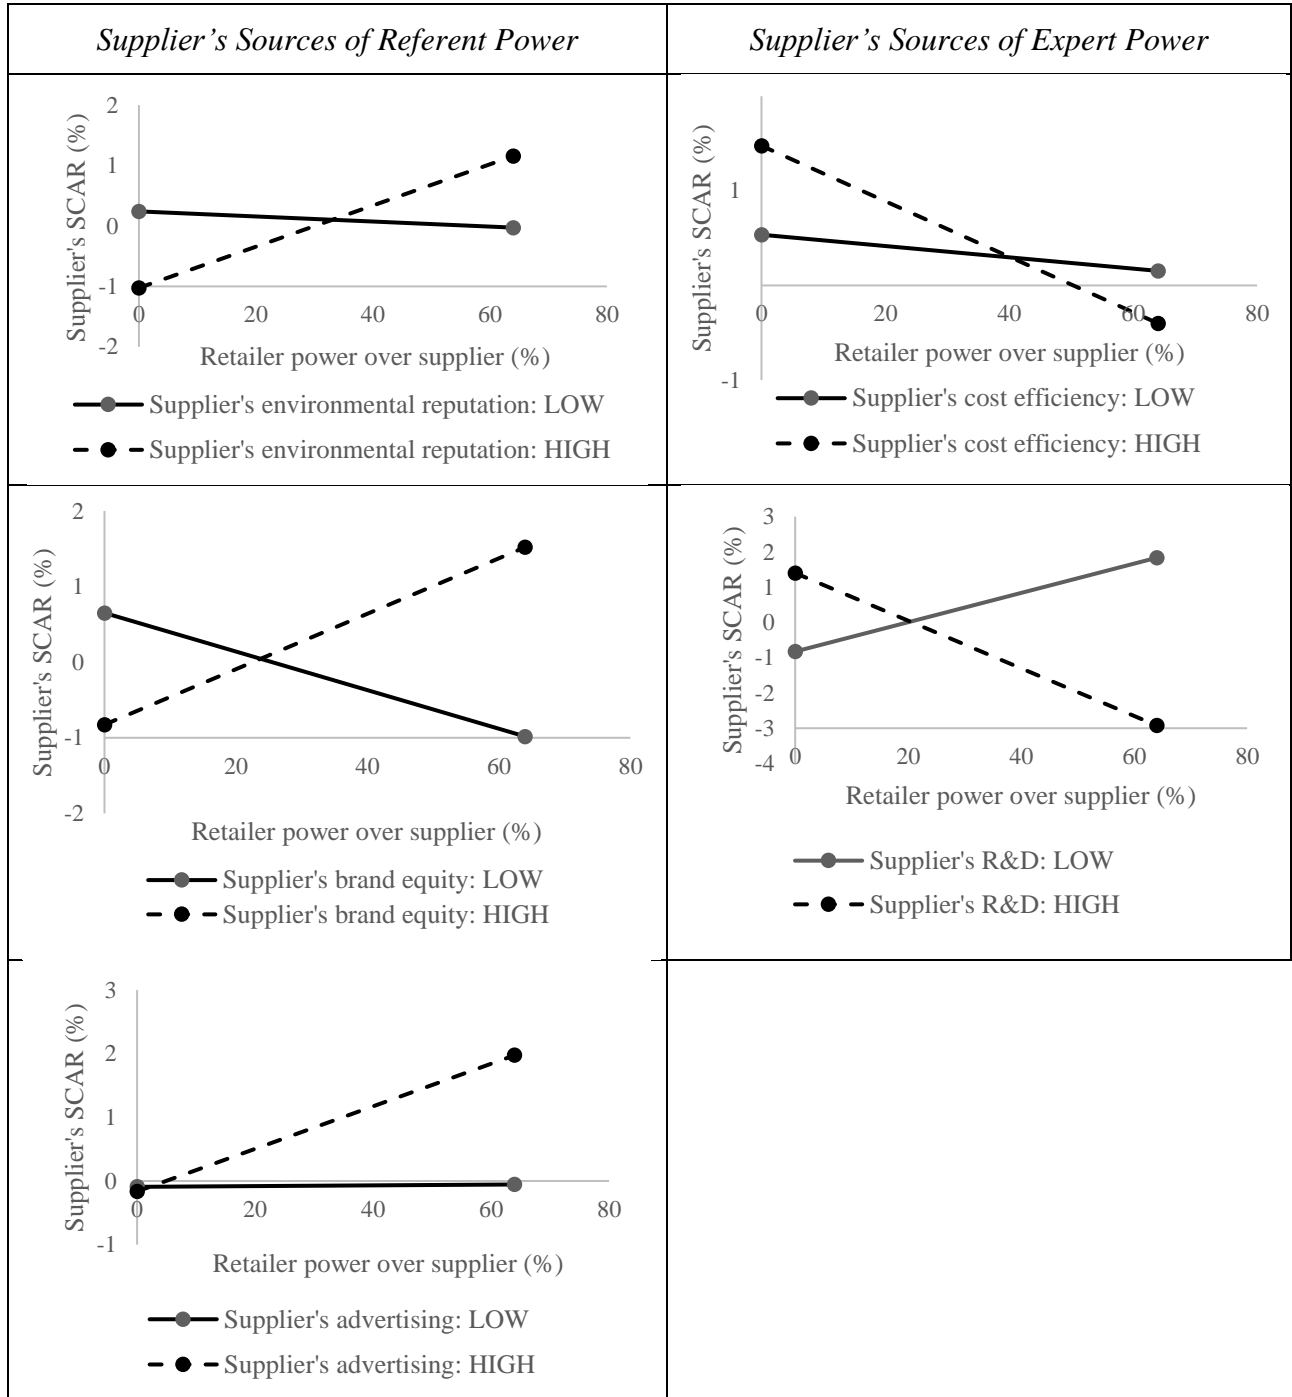 Supplier's Sources of Referent Power
Supplier's Sources of Expert Power
2
1
0
-1
-2
0
20
40
60
80
Supplier's SCAR (%)
Retailer power over supplier (%)
Supplier's environmental reputation: LOW
Supplier's environmental reputation: HIGH
1
-1
0
20
40
60
80
Supplier's SCAR (%)
Retailer power over supplier (%)
Supplier's cost efficiency: LOW
Supplier's cost efficiency: HIGH
2
1
0
-1
-2
0
20
40
60
80
Supplier's SCAR (%)
Retailer power over supplier (%)
Supplier's brand equity: LOW
Supplier's brand equity: HIGH
3
2
1
0
-1
-2
-3
-4
0
20
40
60
80
Supplier's SCAR (%)
Retailer power over supplier (%)
Supplier's R&D: LOW
Supplier's R&D: HIGH
3
2
1
0
-1
0
20
40
60
80
Supplier's SCAR (%)
Retailer power over supplier (%)
Supplier's advertising: LOW
Supplier's advertising: HIGH